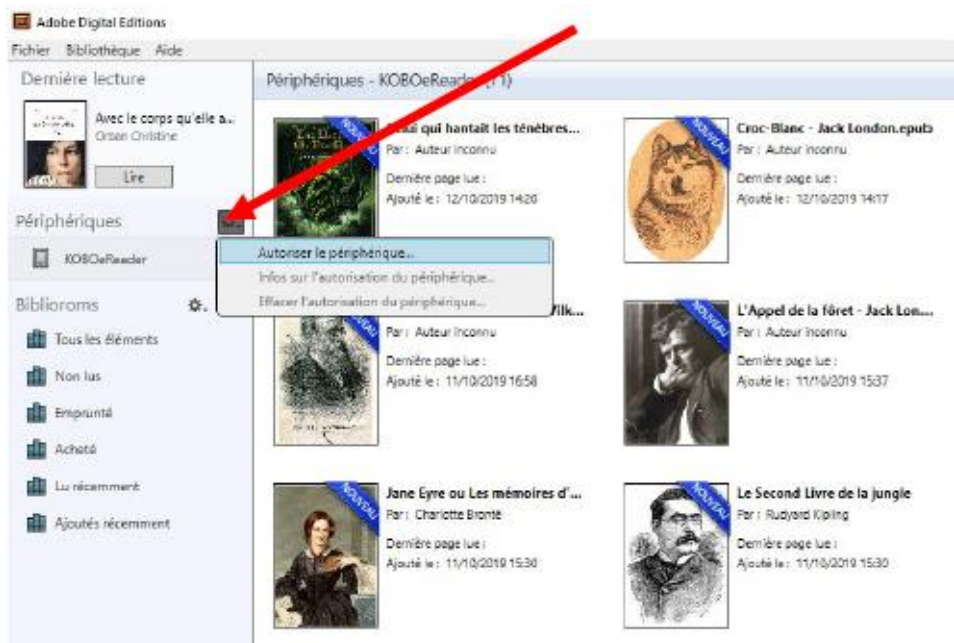 Adobe Digital Editions
Fichier Bibliothèque Aide
Dernière lecture
Avec le corps qu'elle a...
Orban Christine
Lire
Périphériques
KOBOeReader
Biblioroms
Tous les éléments
Non lus
Emprunté
Acheté
Lu récemment
Ajoutés récemment
Périphériques - KOBOeReader
qui hantait les ténèbres...
Par : Auteur inconnu
Dernière page lue :
Ajouté le : 12/10/2019 14:20
NOUVEAU
Croc-Blanc - Jack London.epub
Par : Auteur inconnu
Dernière page lue :
Ajouté le : 12/10/2019 14:17
NOUVEAU
Autoriser le périphérique...
Infos sur l'autorisation du périphérique...
Effacer l'autorisation du périphérique...
Par : Auteur inconnu
Dernière page lue :
Ajouté le : 11/10/2019 16:58
L'Appel de la fôret - Jack Lon....
Par : Auteur inconnu
Dernière page lue :
Ajouté le : 11/10/2019 15:37
NOUVEAU
Jane Eyre ou Les mémoires d'...
Par : Charlotte Brontë
Dernière page lue :
Ajouté le : 11/10/2019 15:30
NOUVEAU
Le Second Livre de la jungle
Par : Rudyard Kipling
Dernière page lue :
Ajouté le : 11/10/2019 15:30
NOUVEAU